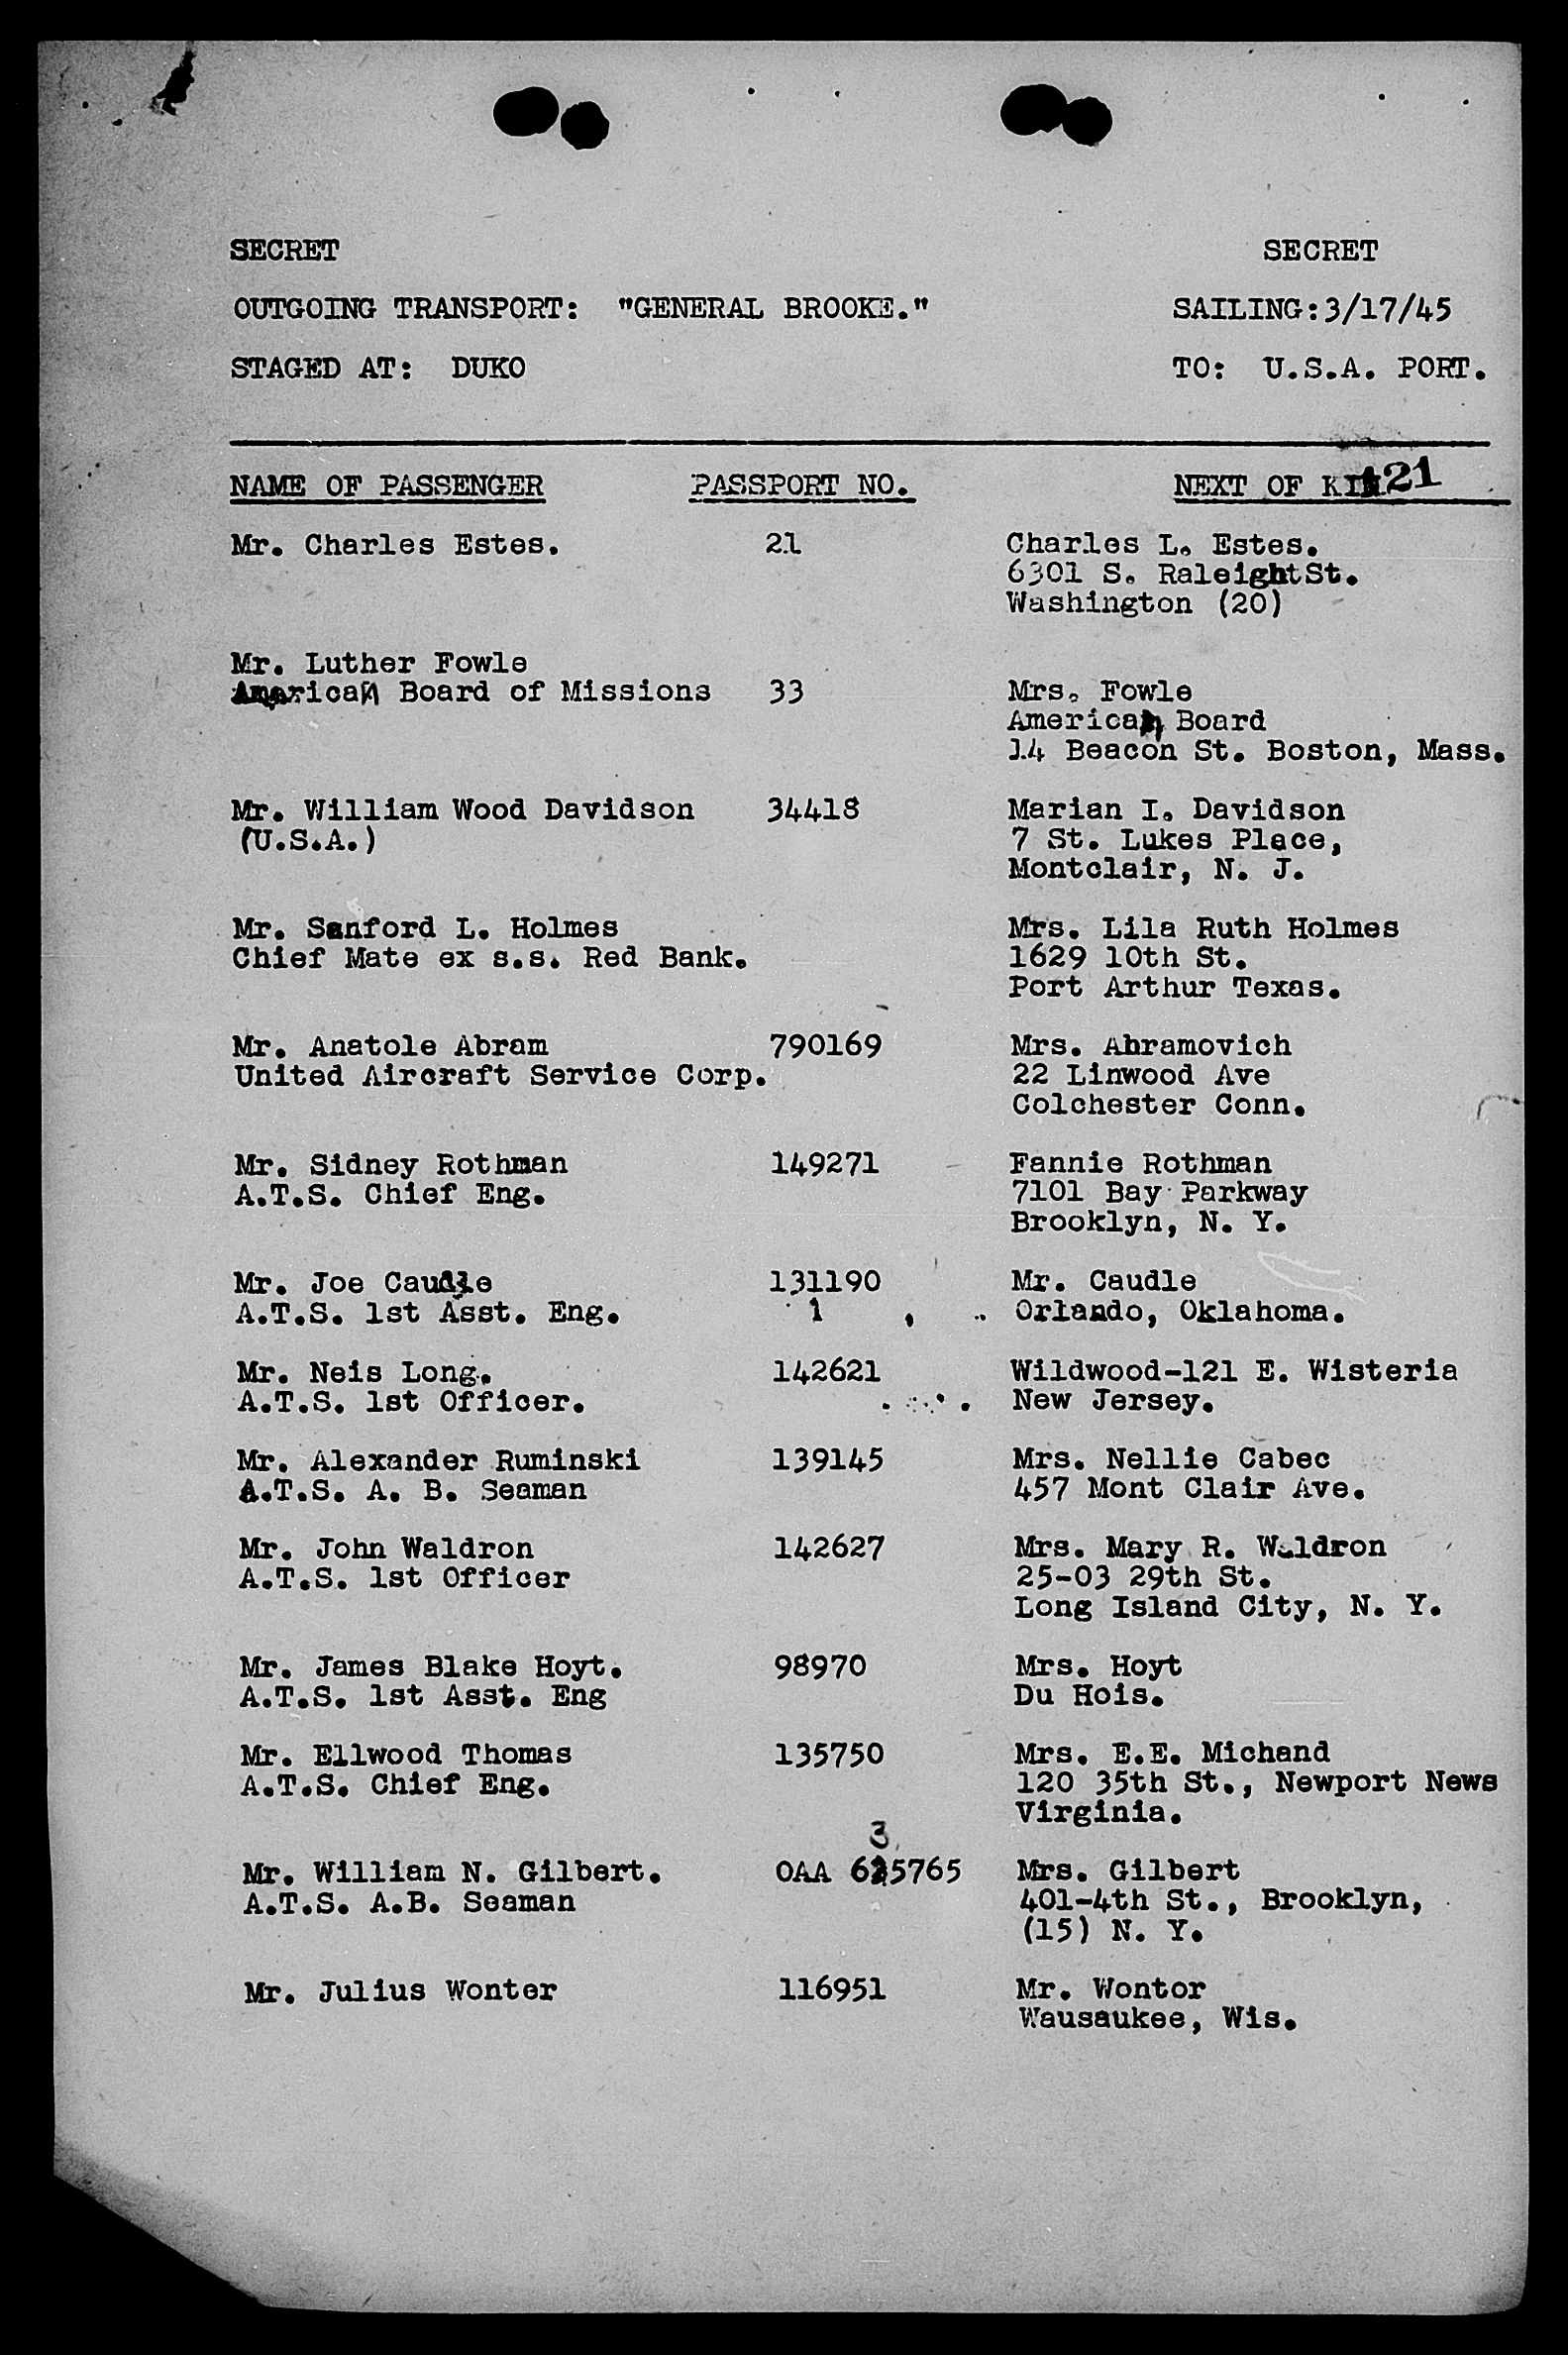 SECRET SECRET
OUTGOING TRANSPORT: "GENERAL BROOKE." SAILING:3/17/45
STAGED AT: DUKO TO: U.S.A. PORT.
NAME OF PASSENGER PASSPORT NO. NEXT OF KIN 121
Mr. Charles Estes. 21 Charles L. Estes.
6301 S. Raleight St.
Washington (20)
Mr. Luther Fowle
American Board of Missions 33 Mrs. Fowle
American Board
14 Beacon St. Boston, Mass.
Mr. William Wood Davidson 34418 Marian I. Davidson
(U.S.A.) 7 St. Lukes Place,
Montclair, N. J.
Mr. Sanford L. Holmes Mrs. Lila Ruth Holmes
Chief Mate ex s.s. Red Bank. 1629 10th St.
Port Arthur Texas.
Mr. Anatole Abram 790169 Mrs. Abramovich
United Aircraft Service Corp. 22 Linwood Ave
Colchester Conn.
Mr. Sidney Rothman 149271 Fannie Rothman
A.T.S. Chief Eng. 7101 Bay Parkway
Brooklyn, N. Y.
Mr. Joe Caudle 131190 Mr. Caudle
A.T.S. 1st Asst. Eng. 1 Orlando, Oklahoma.
Mr. Neis Long. 142621 Wildwood-121 E. Wisteria
A.T.S. 1st Officer. New Jersey.
Mr. Alexander Ruminski 139145 Mrs. Nellie Cabec
A.T.S. A. B. Seaman 457 Mont Clair Ave.
Mr. John Waldron 142627 Mrs. Mary R. Waldron
A.T.S. 1st Officer 25-03 29th St.
Long Island City, N. Y.
Mr. James Blake Hoyt. 98970 Mrs. Hoyt
A.T.S. 1st Asst. Eng Du Hois.
Mr. Ellwood Thomas 135750 Mrs. E.E. Michand
A.T.S. Chief Eng. 120 35th St., Newport News
Virginia.
3
Mr. William N. Gilbert. OAA 635765 Mrs. Gilbert
A.T.S. A.B. Seaman 401-4th St., Brooklyn,
(15) N. Y.
Mr. Julius Wonter 116951 Mr. Wontor
Wausaukee, Wis.